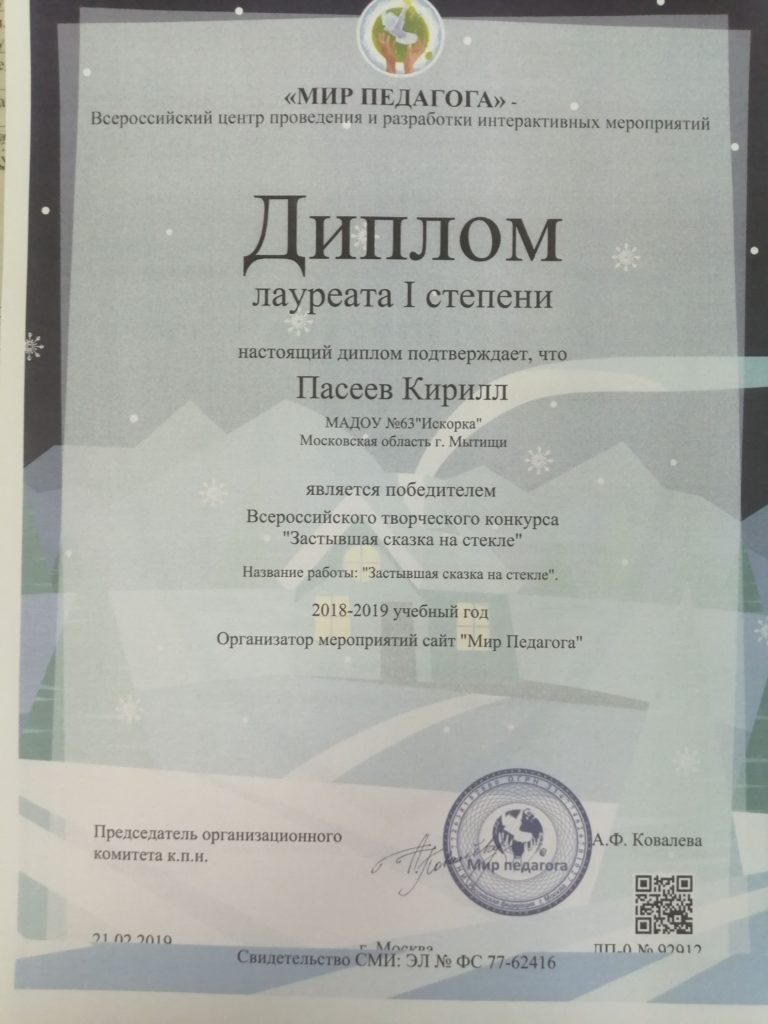 «МИР ПЕДАГОГА» -
Всероссийский центр проведения и разработки интерактивных мероприятий
Диплом
лауреата I степени
настоящий диплом подтверждает, что
Пасеев Кирилл
МАДОУ №63"Искорка"
Московская область г. Мытищи
является победителем
Всероссийского творческого конкурса
"Застывшая сказка на стекле"
Название работы: "Застывшая сказка на стекле".
2018-2019 учебный год
Организатор мероприятий сайт "Мир Педагога"
Председатель организационного
комитета к.п.н.
Мир педагога
А.Ф. Ковалева
21.02.2019
г. Москва
ДП-0 № 92912
Свидетельство СМИ: ЭЛ № ФС 77-62416